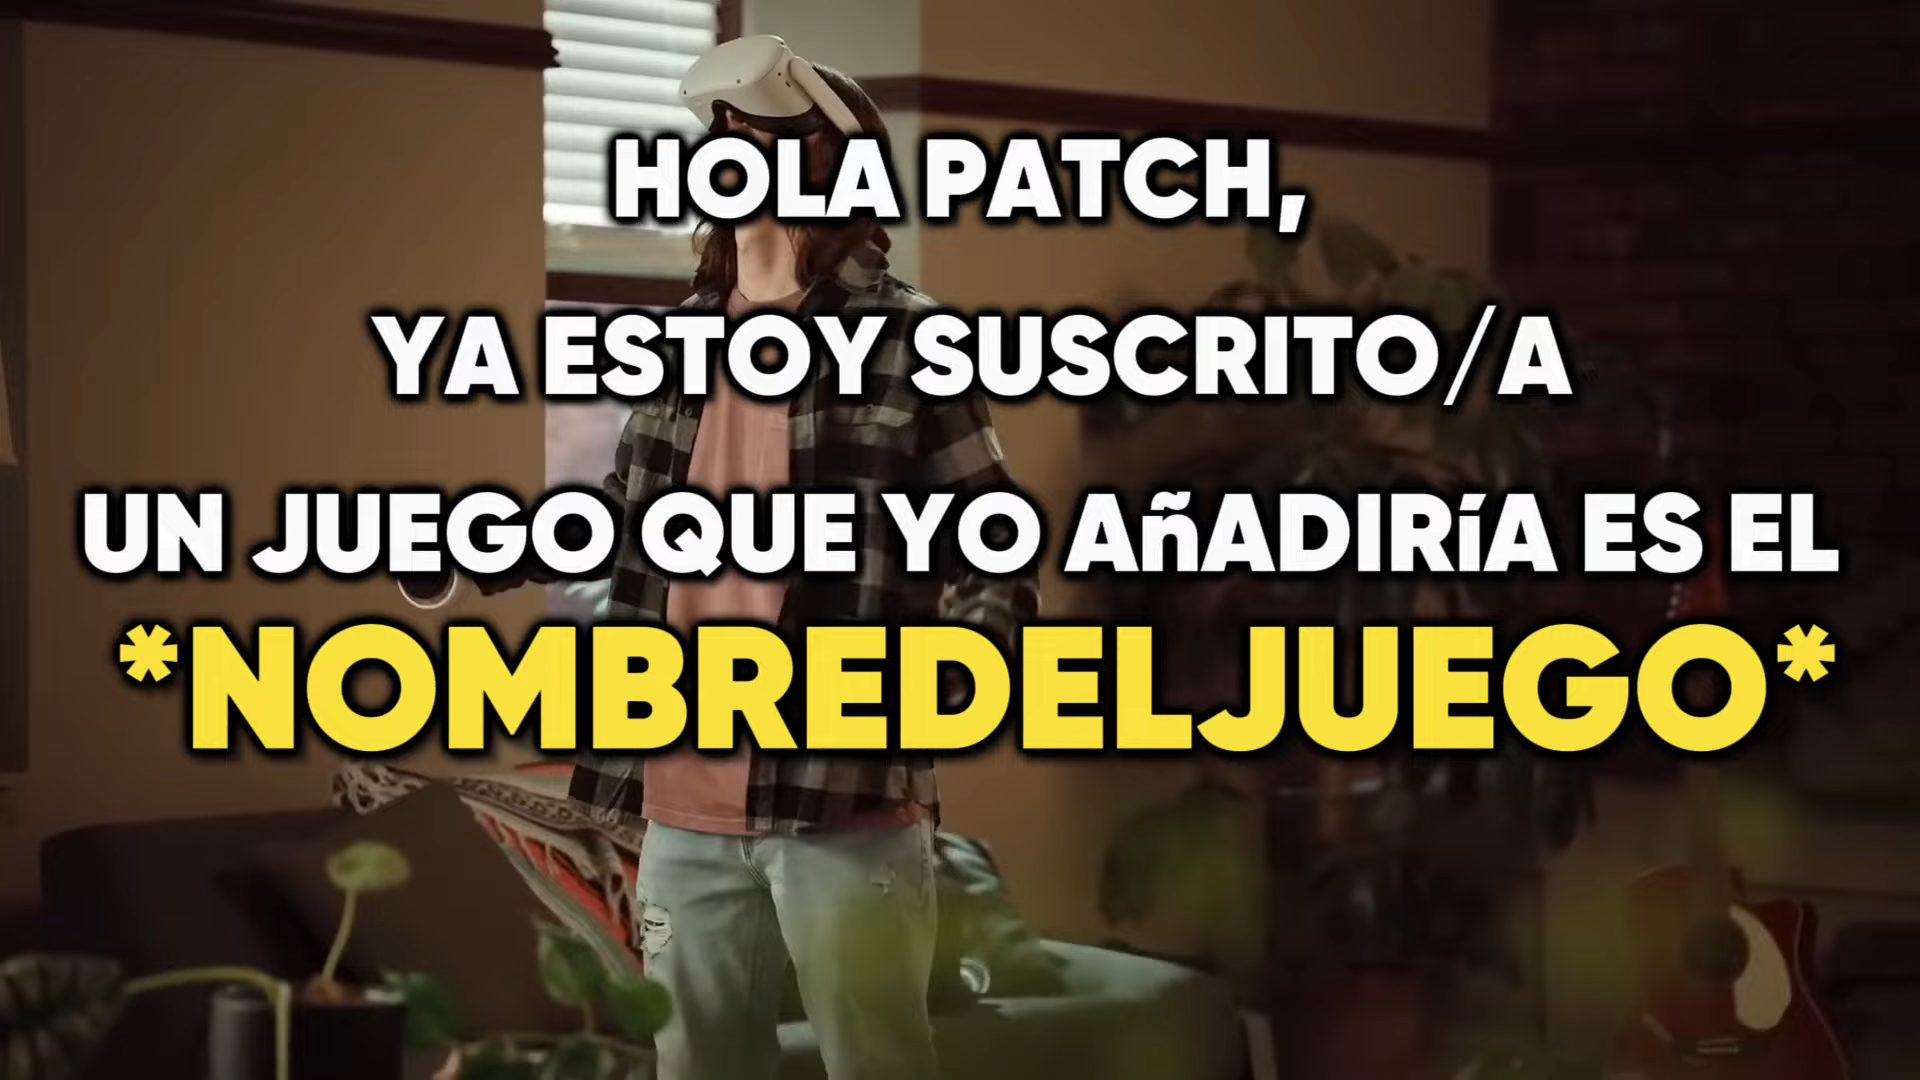 HOLA PATCH,
YA ESTOY SUSCRITO/A
UN JUEGO QUE YO AñADIRíA ES EL
*NOMBREDELJUEGO*